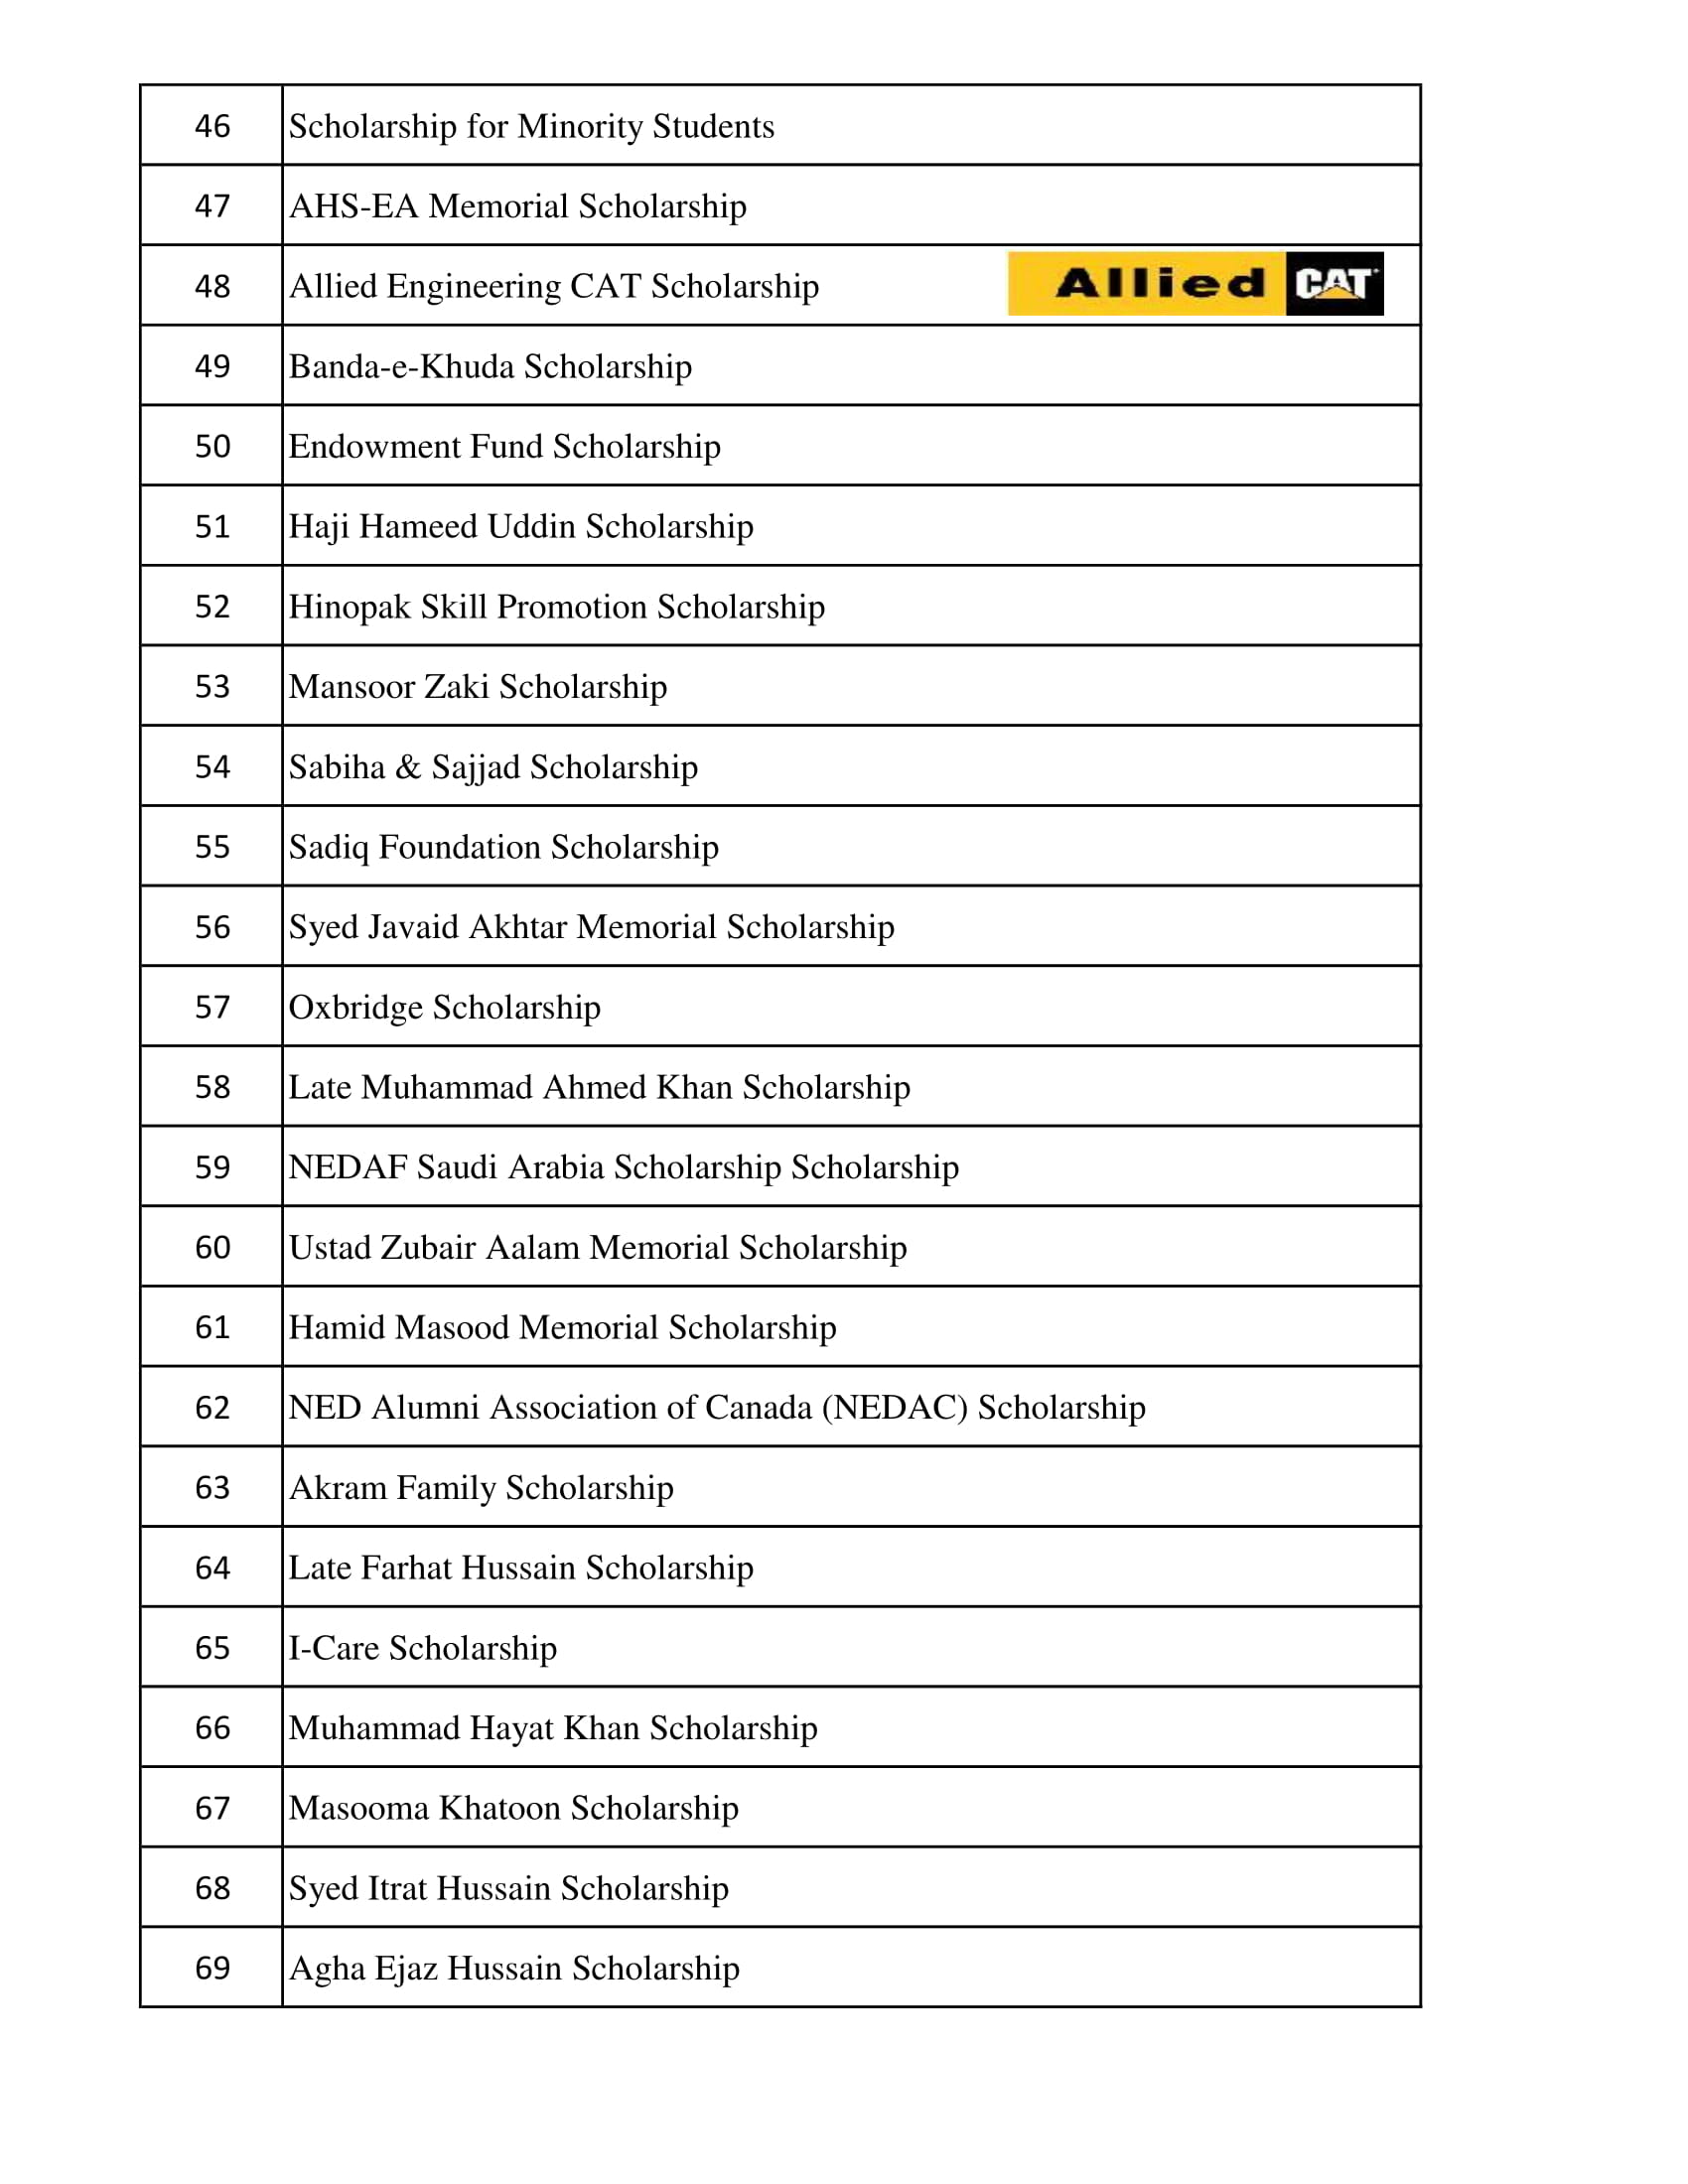 46 Scholarship for Minority Students
47 AHS-EA Memorial Scholarship
48 Allied Engineering CAT Scholarship Allied CAT
49 Banda-e-Khuda Scholarship
50 Endowment Fund Scholarship
51 Haji Hameed Uddin Scholarship
52 Hinopak Skill Promotion Scholarship
53 Mansoor Zaki Scholarship
54 Sabiha & Sajjad Scholarship
55 Sadiq Foundation Scholarship
56 Syed Javaid Akhtar Memorial Scholarship
57 Oxbridge Scholarship
58 Late Muhammad Ahmed Khan Scholarship
59 NEDAF Saudi Arabia Scholarship Scholarship
60 Ustad Zubair Aalam Memorial Scholarship
61 Hamid Masood Memorial Scholarship
62 NED Alumni Association of Canada (NEDAC) Scholarship
63 Akram Family Scholarship
64 Late Farhat Hussain Scholarship
65 I-Care Scholarship
66 Muhammad Hayat Khan Scholarship
67 Masooma Khatoon Scholarship
68 Syed Itrat Hussain Scholarship
69 Agha Ejaz Hussain Scholarship